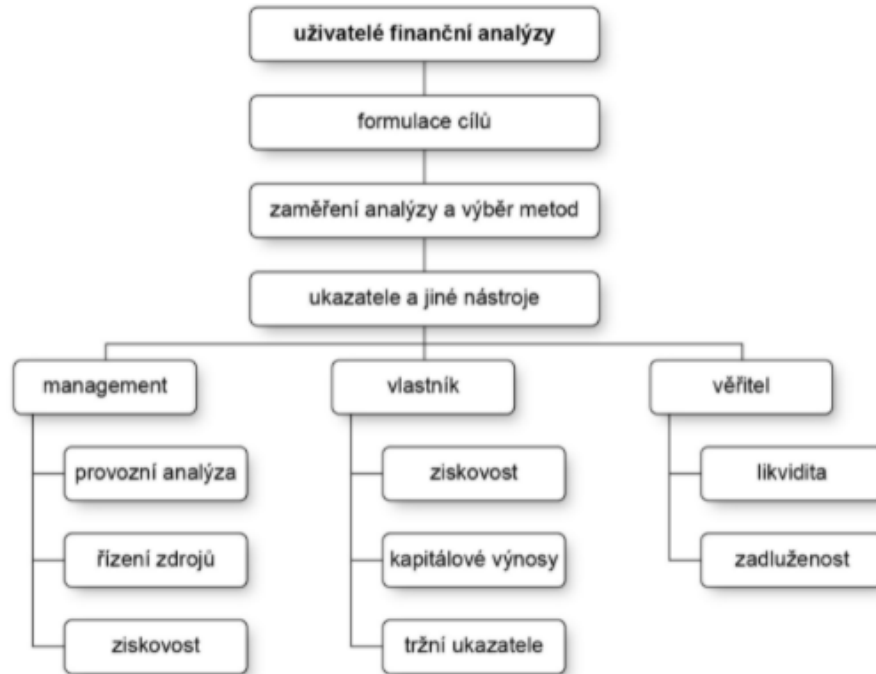 uživatelé finanční analýzy
formulace cílů
zaměření analýzy a výběr metod
ukazatele a jiné nástroje
management
vlastník
věřitel
provozní analýza
ziskovost
likvidita
řízení zdrojů
kapitálové výnosy
zadluženost
ziskovost
tržní ukazatele